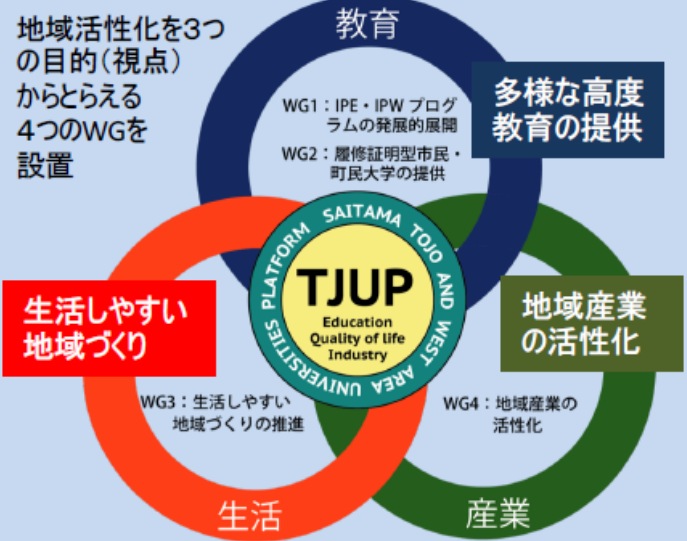 地域活性化を3つ
の目的(視点)
からとらえる
4つのWGを
設置
教育
WG1：IPE・IPW プログ
ラムの発展的展開
WG2：履修証明型市民・
町民大学の提供
多様な高度
教育の提供
PLATFORM SAITAMA TOJO AND WEST AREA UNIVERSITIES
TJUP
Education
Quality of life
Industry
生活しやすい
地域づくり
地域産業
の活性化
WG3：生活しやすい
地域づくりの推進
WG4：地域産業の
活性化
生活
産業